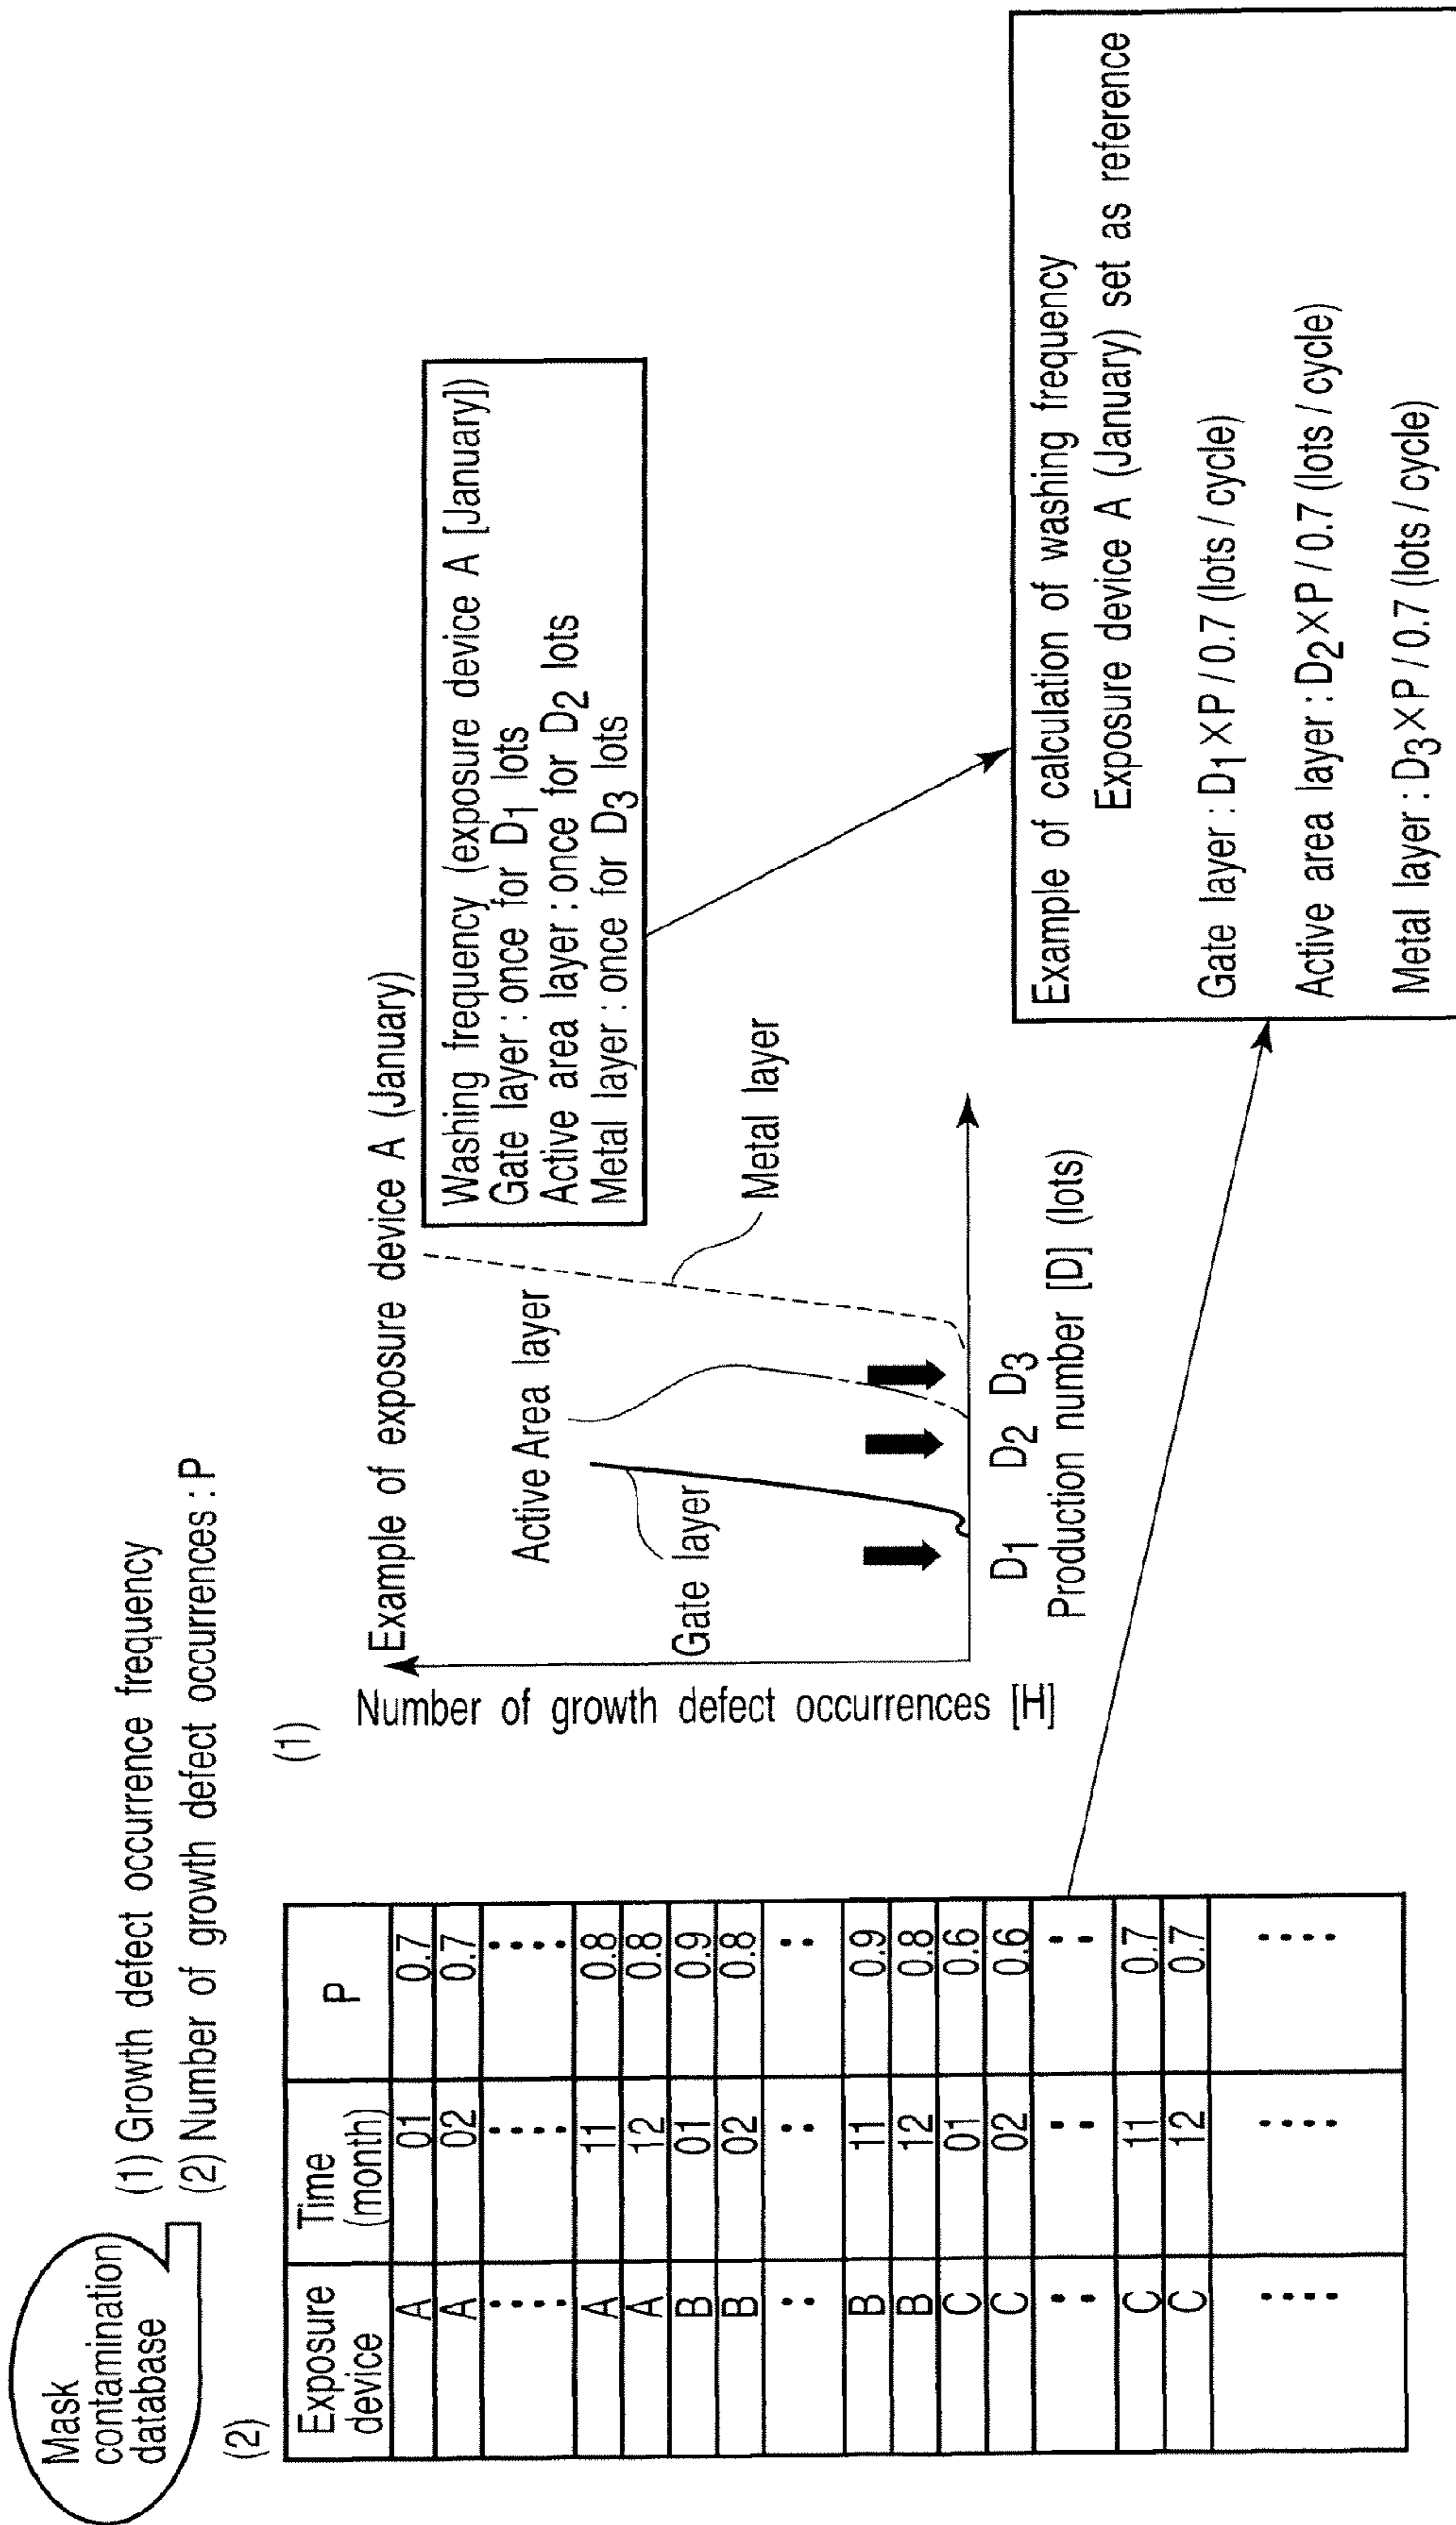 Mask
contamination
database
(1) Growth defect occurrence frequency
(2) Number of growth defect occurrences : P
(2)
Exposure device Time (month) P
A 01 0.7
A 02 0.7
···· ···· ····
A 11 0.8
A 12 0.8
B 01 0.9
B 02 0.8
·· ·· ··
B 11 0.9
B 12 0.8
C 01 0.6
C 02 0.6
·· ·· ··
C 11 0.7
C 12 0.7
···· ···· ····
(1)
Example of exposure device A (January)
Number of growth defect occurrences [H]
Gate layer
Active Area layer
Metal layer
D1 D2 D3
Production number [D] (lots)
Washing frequency (exposure device A [January])
Gate layer : once for D1 lots
Active area layer : once for D2 lots
Metal layer : once for D3 lots
Example of calculation of washing frequency
Exposure device A (January) set as reference
Gate layer : D1×P / 0.7 (lots / cycle)
Active area layer : D2×P / 0.7 (lots / cycle)
Metal layer : D3×P / 0.7 (lots / cycle)